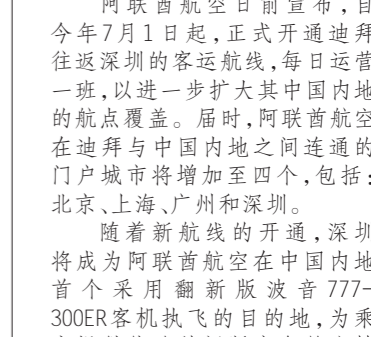 阿联酋航空日前宣布，自
今年7月1日起，正式开通迪拜
往返深圳的客运航线，每日运营
一班，以进一步扩大其中国内地
的航点覆盖。届时，阿联酋航空
在迪拜与中国内地之间连通的
门户城市将增加至四个，包括：
北京、上海、广州和深圳。
随着新航线的开通，深圳
将成为阿联酋航空在中国内地
首个采用翻新版波音777-
300ER客机执飞的目的地，为乘